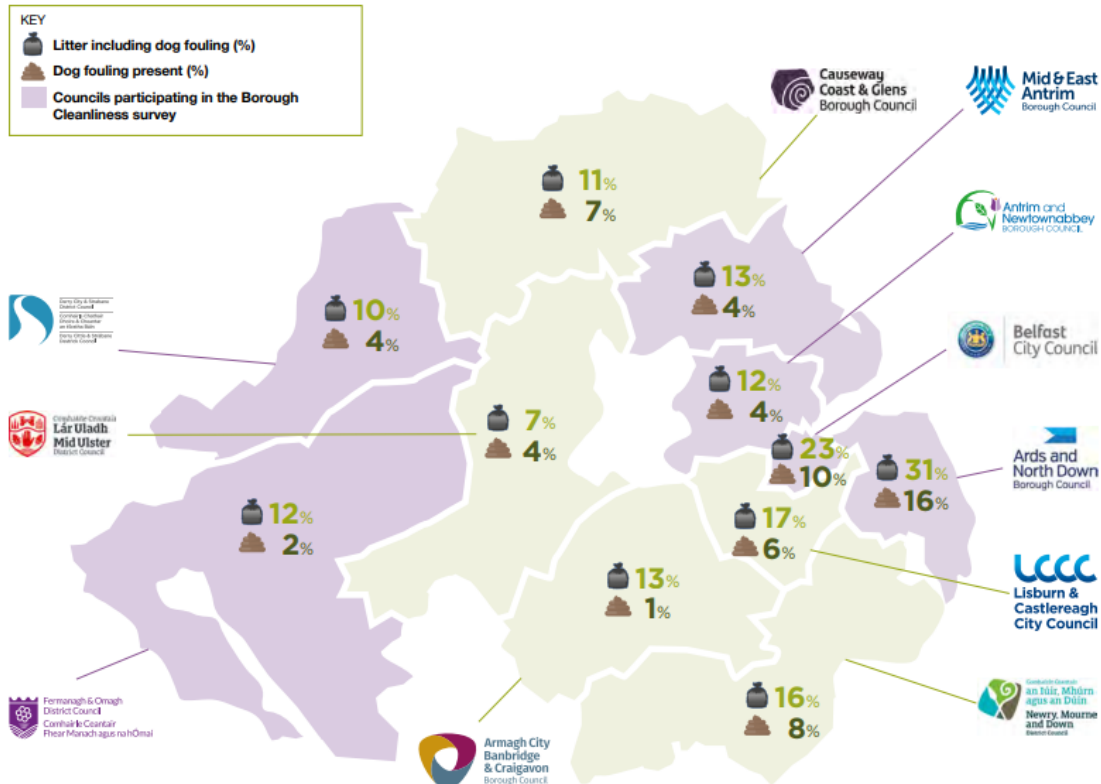 KEY
Litter including dog fouling (%)
Dog fouling present (%)
Councils participating in the Borough
Cleanliness survey
Causeway
Coast & Glens
Borough Council
Mid & East
Antrim
Borough Council
Antrim and
Newtownabbey
BOROUGH COUNCIL
11%
7%
13%
4%
Derry City & Strabane
District Council
10%
4%
Belfast
City Council
12%
4%
Lár Uladh
Mid Ulster
District Council
7%
4%
23%
10%
31%
16%
Ards and
North Down
Borough Council
12%
2%
17%
6%
LCCC
Lisburn &
Castlereagh
City Council
13%
1%
16%
8%
an Iúir, Mhúrn
agus an Dúin
Newry, Mourne
and Down
District Council
Fermanagh & Omagh
District Council
Comhairle Ceantair
Fhear Manach agus na hÓmaí
Armagh City
Banbridge
& Craigavon
Borough Council